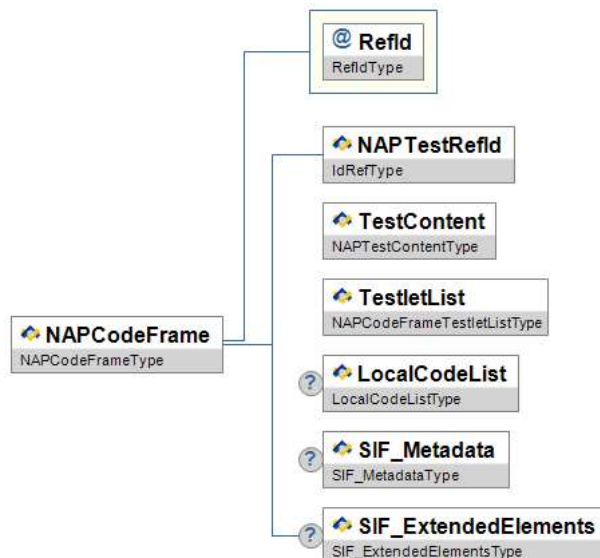 @ RefId
RefIdType
NAPTestRefId
IdRefType
TestContent
NAPTestContentType
TestletList
NAPCodeFrameTestletListType
NAPCodeFrame
NAPCodeFrameType
? LocalCodeList
LocalCodeListType
? SIF_Metadata
SIF_MetadataType
? SIF_ExtendedElements
SIF_ExtendedElementsType